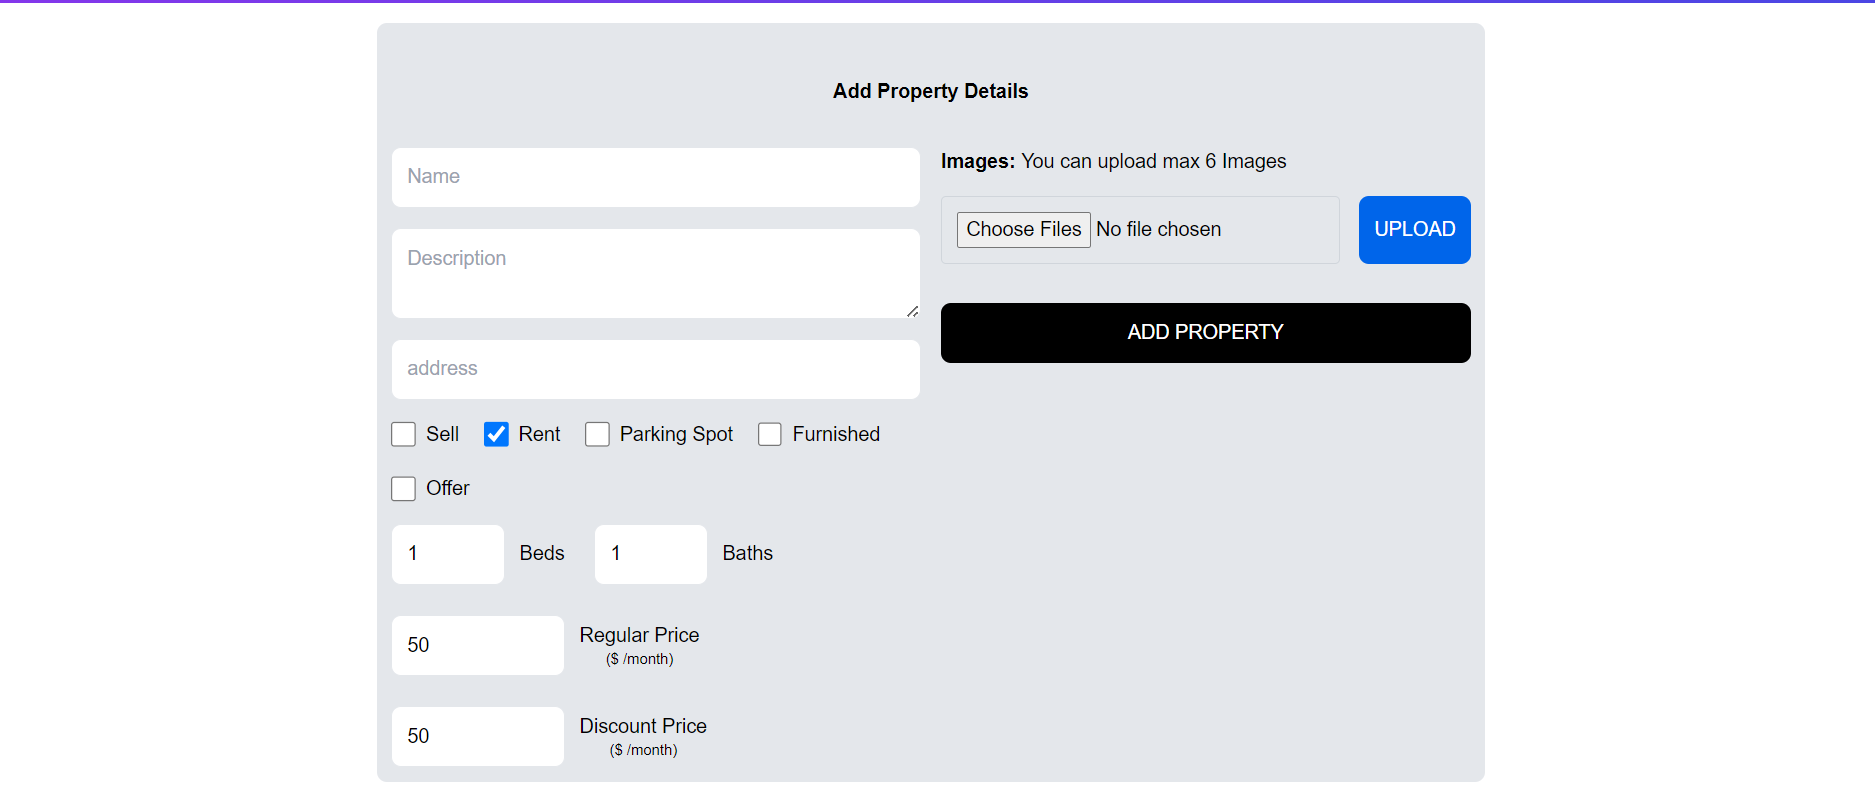 Add Property Details
Name
Description
address
Sell Rent Parking Spot Furnished
Offer
1 Beds 1 Baths
50 Regular Price
($ /month)
50 Discount Price
($ /month)
Images: You can upload max 6 Images
Choose Files No file chosen UPLOAD
ADD PROPERTY